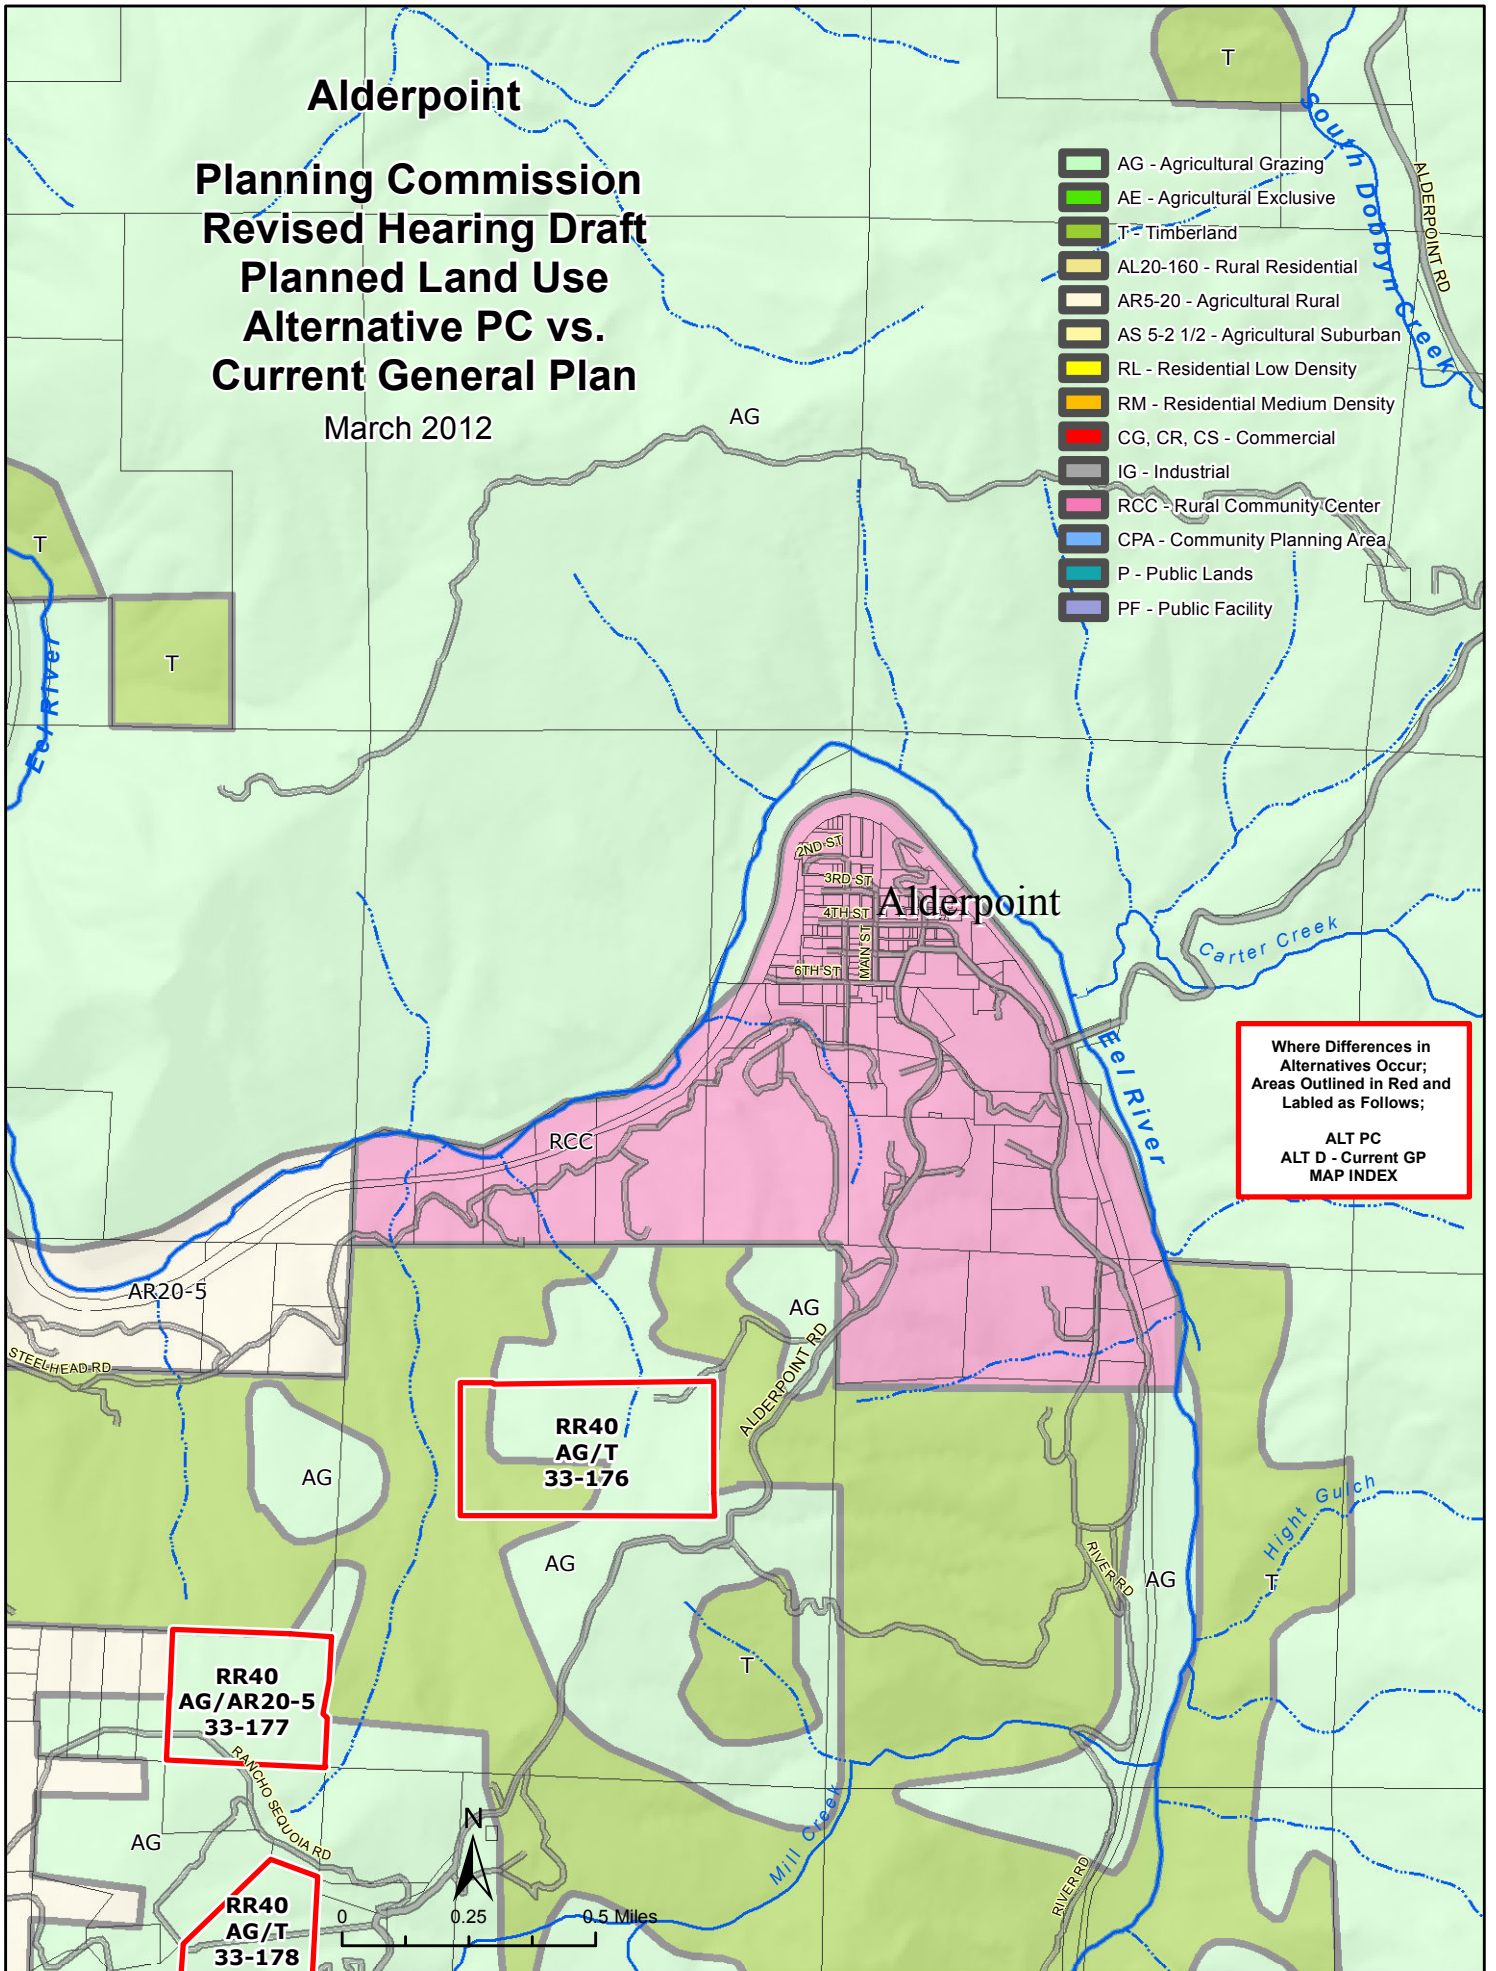 Alderpoint
Planning Commission
Revised Hearing Draft
Planned Land Use
Alternative PC vs.
Current General Plan
March 2012
T
South Dobbyn Creek
ALDERPOINT RD
AG - Agricultural Grazing
AE - Agricultural Exclusive
T - Timberland
AL20-160 - Rural Residential
AR5-20 - Agricultural Rural
AS 5-2 1/2 - Agricultural Suburban
RL - Residential Low Density
RM - Residential Medium Density
CG, CR, CS - Commercial
IG - Industrial
RCC - Rural Community Center
CPA - Community Planning Area
P - Public Lands
PF - Public Facility
AG
T
T
Eel River
2ND ST
3RD ST
4TH ST
Alderpoint
MAIN ST
6TH ST
Carter Creek
Eel River
Where Differences in
Alternatives Occur;
Areas Outlined in Red and
Labled as Follows;
ALT PC
ALT D - Current GP
MAP INDEX
RCC
AR20-5
STEELHEAD RD
AG
ALDERPOINT RD
RR40
AG/T
33-176
AG
AG
Hight Gulch
RIVER RD
AG
T
T
RR40
AG/AR20-5
33-177
RANCHO SEQUOIA RD
AG
Mill Creek
RIVER RD
N
0
0.25
0.5 Miles
RR40
AG/T
33-178